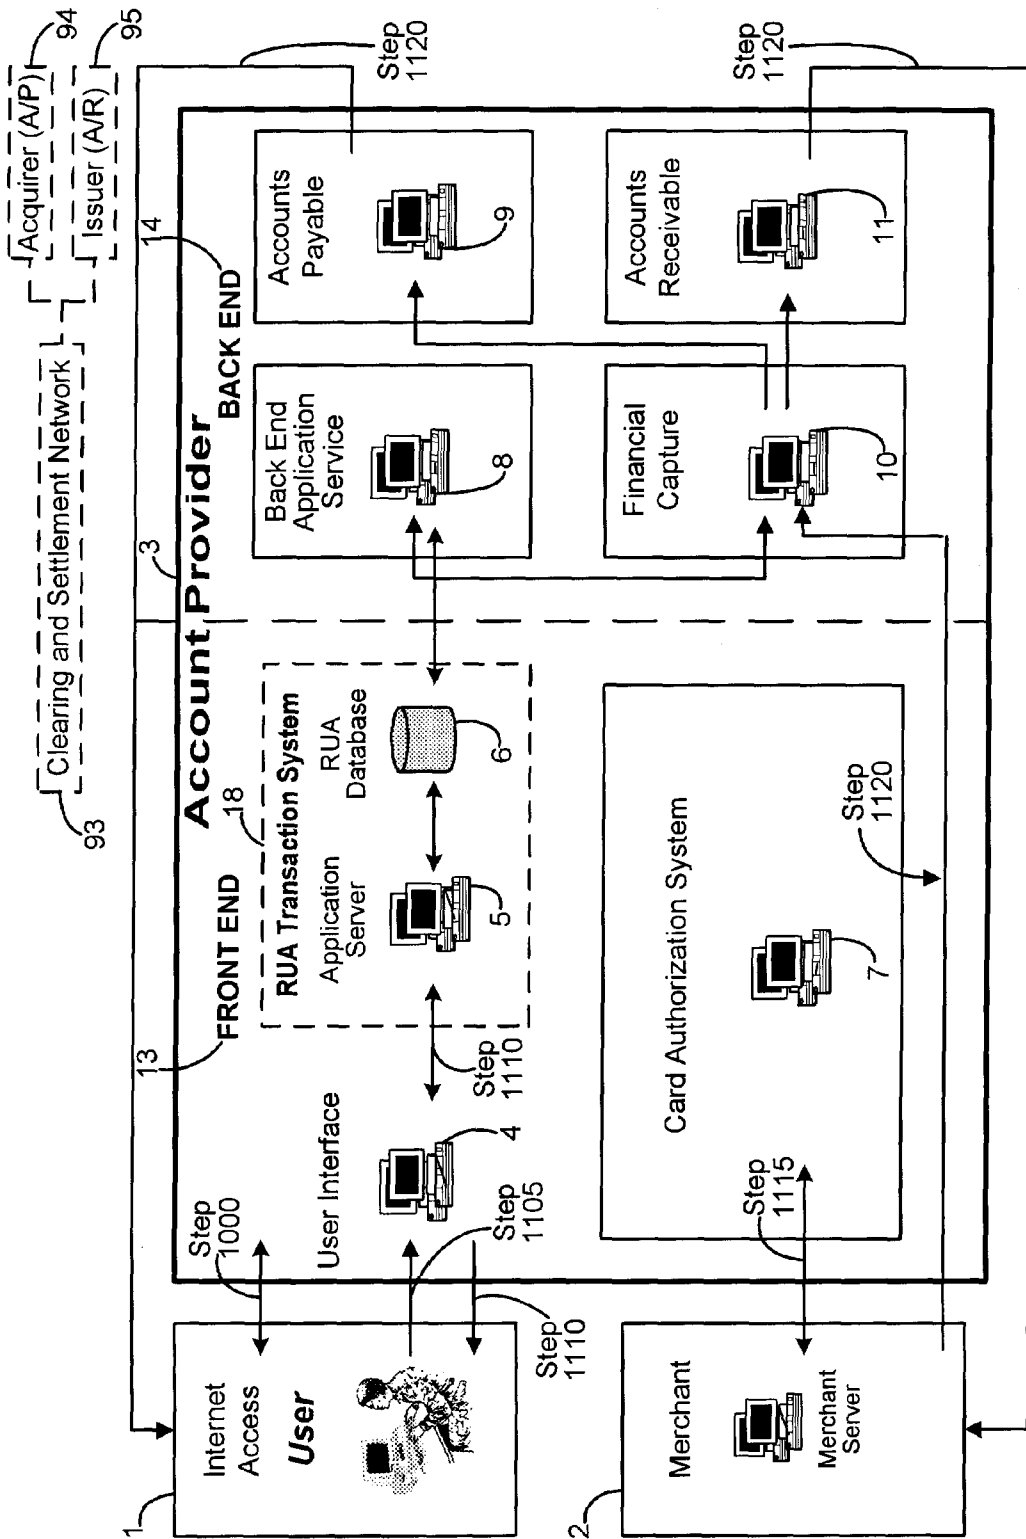 93
Clearing and Settlement Network
Acquirer (A/P)
94
Issuer (A/R)
95
13
3
14
FRONT END
Account Provider
BACK END
1
Internet
Access
User
Step
1000
User Interface
4
Step
1105
Step
1110
Step
1110
18
RUA Transaction System
Application
Server
5
RUA
Database
6
Back End
Application
Service
8
Accounts
Payable
9
Step
1120
2
Merchant
Merchant
Server
Step
1115
Card Authorization System
7
Step
1120
Financial
Capture
10
Accounts
Receivable
11
Step
1120